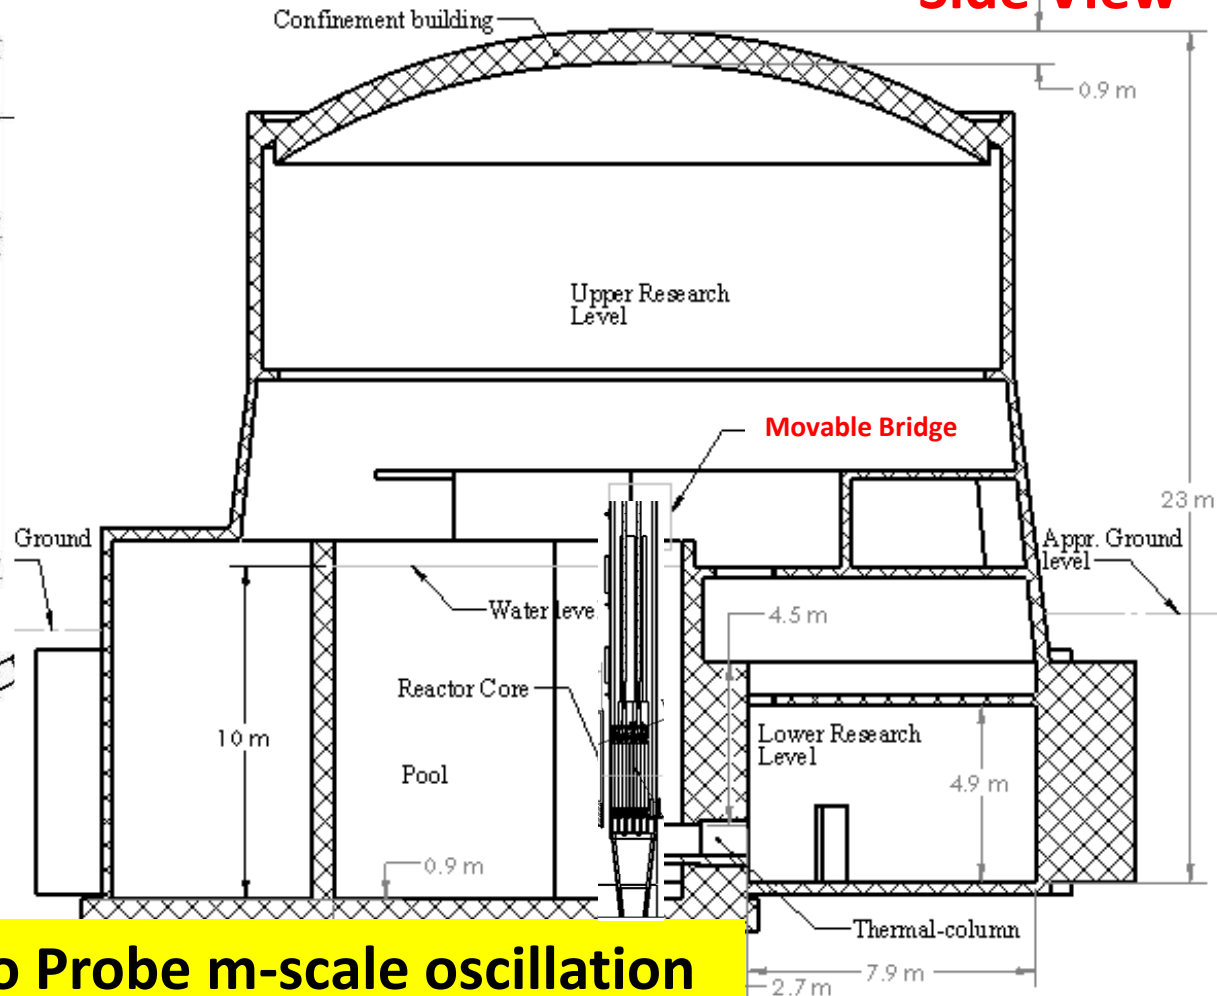 Side View
Confinement building
0.9 m
Upper Research
Level
Movable Bridge
23 m
Ground
Appr. Ground
level
Water leve
4.5 m
Reactor Core
10 m
Lower Research
Level
Pool
4.9 m
0.9 m
Thermal-column
o Probe m-scale oscillation
7.9 m
2.7 m